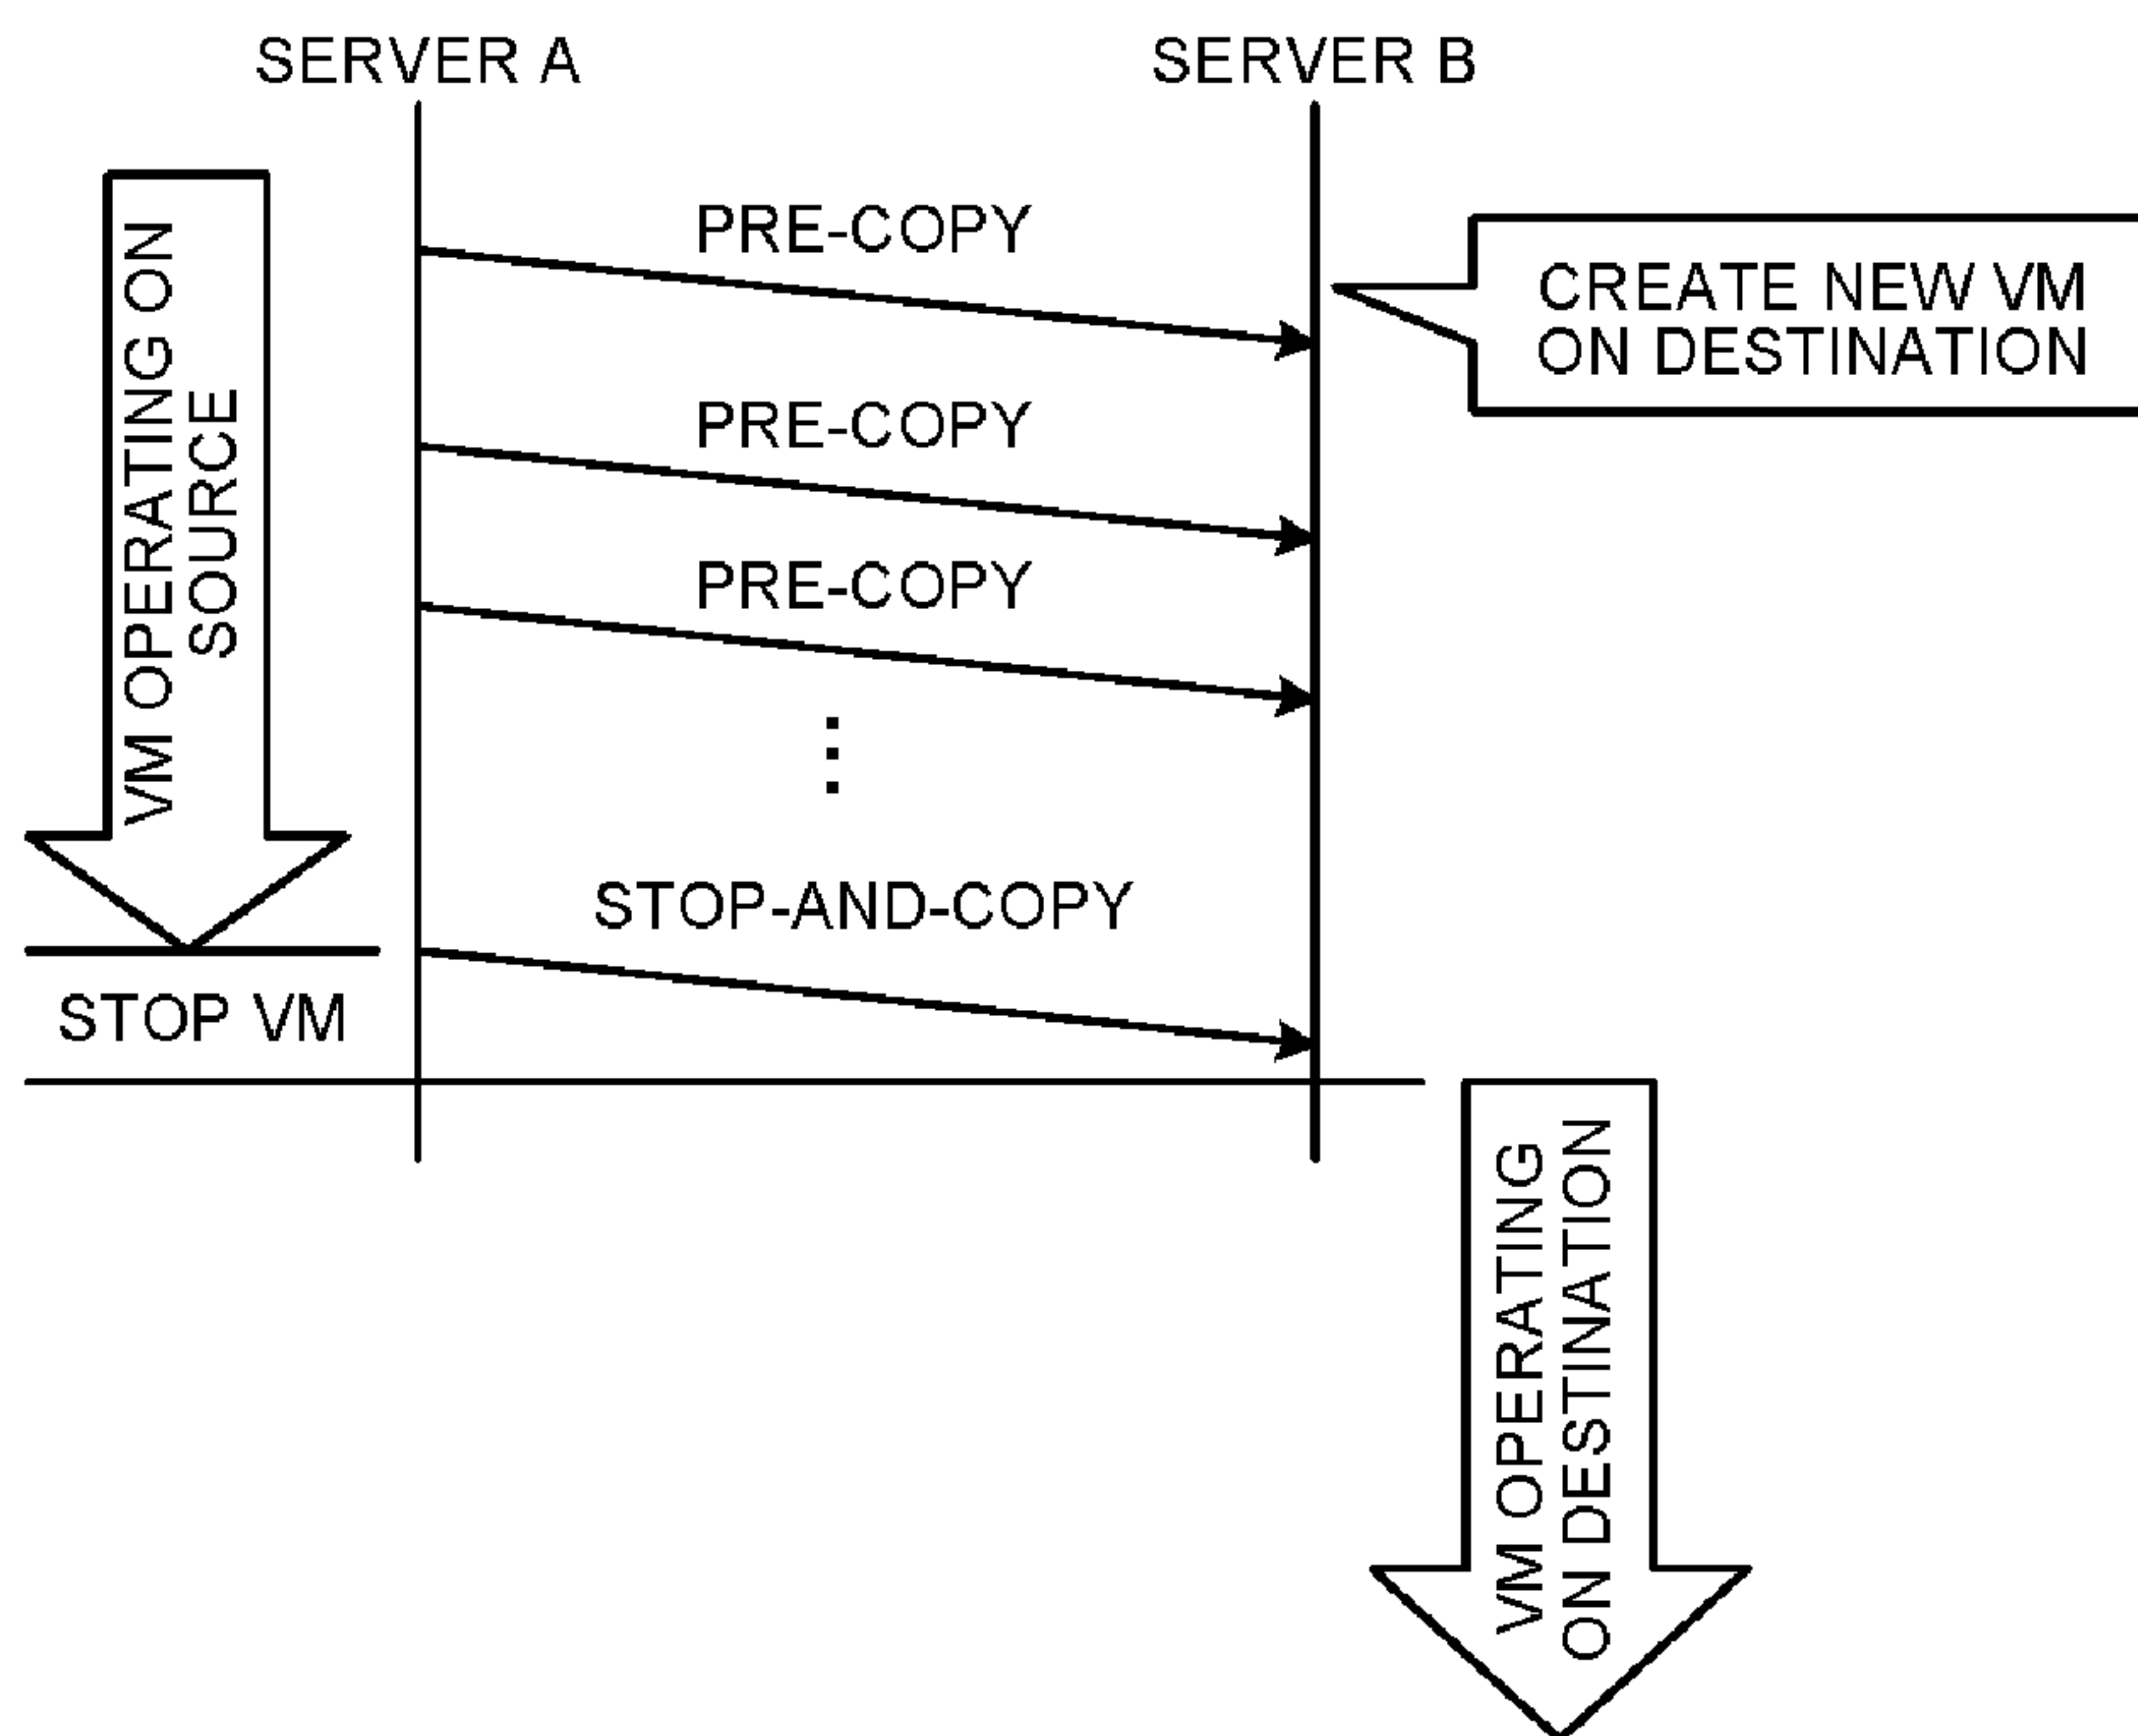 SERVER A
SERVER B
VM OPERATING ON
SOURCE
PRE-COPY
CREATE NEW VM
ON DESTINATION
PRE-COPY
PRE-COPY
STOP-AND-COPY
STOP VM
VM OPERATING
ON DESTINATION